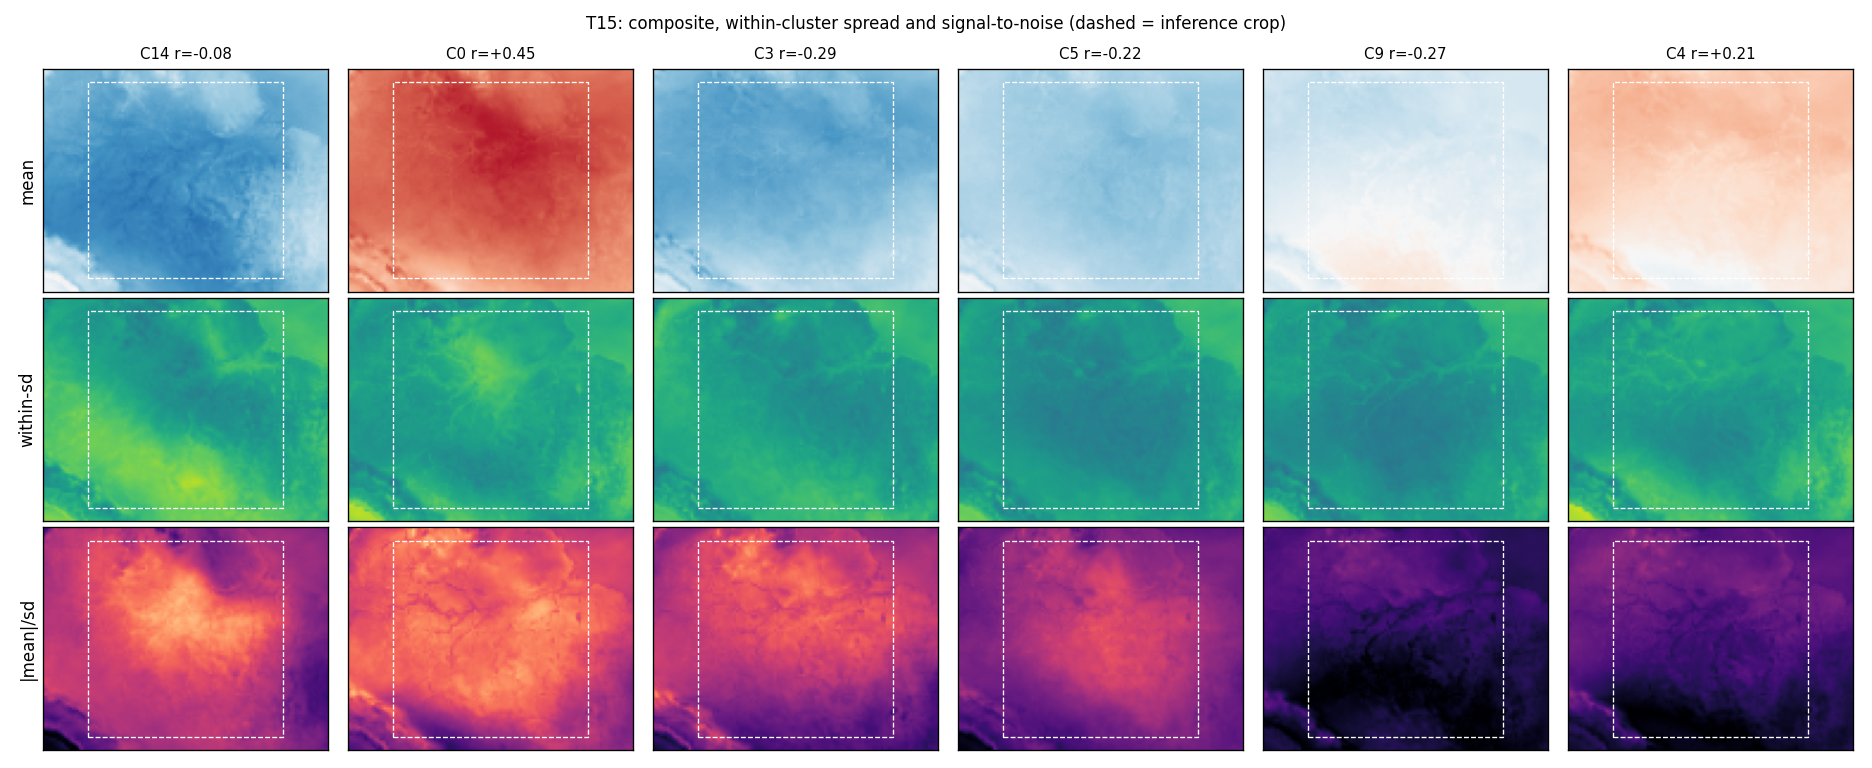 T15: composite, within-cluster spread and signal-to-noise (dashed = inference crop)
C14 r=-0.08
C0 r=+0.45
C3 r=-0.29
C5 r=-0.22
C9 r=-0.27
C4 r=+0.21
mean
within-sd
|mean|/sd